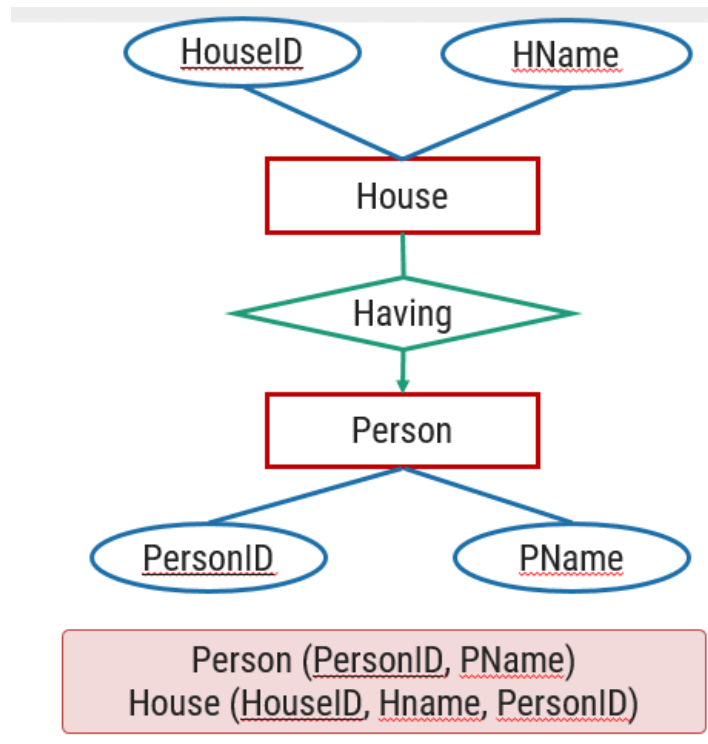 HouseID
HName
House
Having
Person
PersonID
PName
Person (PersonID, PName)
House (HouseID, Hname, PersonID)